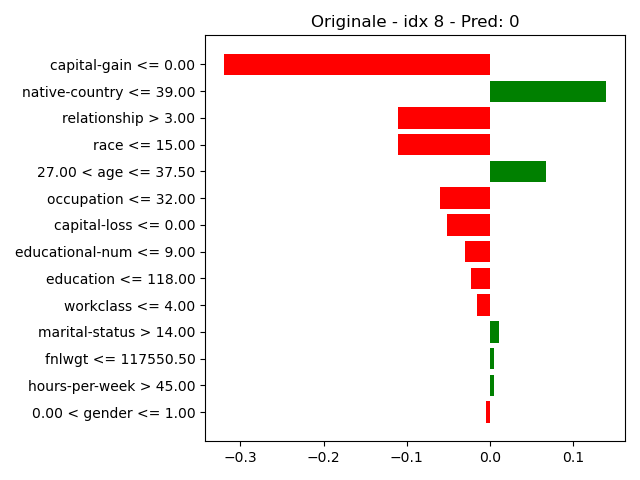 Originale - idx 8 - Pred: 0
capital-gain <= 0.00
native-country <= 39.00
relationship > 3.00
race <= 15.00
27.00 < age <= 37.50
occupation <= 32.00
capital-loss <= 0.00
educational-num <= 9.00
education <= 118.00
workclass <= 4.00
marital-status > 14.00
fnlwgt <= 117550.50
hours-per-week > 45.00
0.00 < gender <= 1.00
−0.3 −0.2 −0.1 0.0 0.1